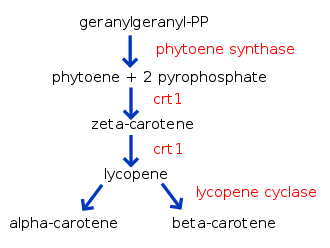 geranylgeranyl-PP
phytoene synthase
phytoene + 2 pyrophosphate
crt1
zeta-carotene
crt1
lycopene
lycopene cyclase
alpha-carotene
beta-carotene